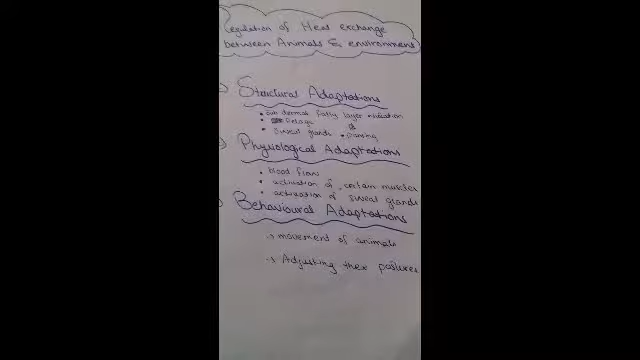 Regulation of Heat exchange
between Animals & environment
Structural Adaptations
• sub dermal fatty layer insulation
• Pelage &
• sweat glands • panting
Physiological Adaptations
• blood flow
• activation of certain muscles
• activation of sweat glands
Behavioural Adaptations
→ movement of animals
→ Adjusting their postures